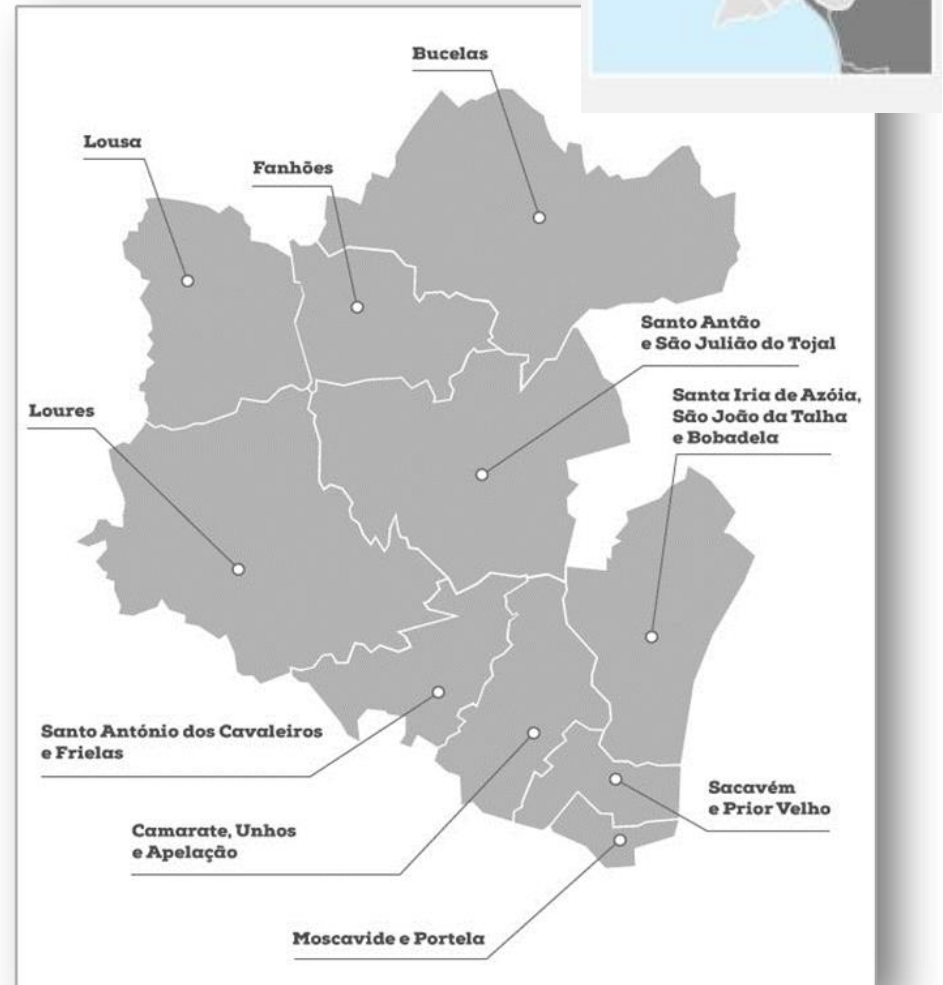 Bucelas
Lousa
Fanhões
Santo Antão
e São Julião do Tojal
Santa Iria de Azóia,
São João da Talha
e Bobadela
Loures
Santo António dos Cavaleiros
e Frielas
Sacavém
e Prior Velho
Camarate, Unhos
e Apelação
Moscavide e Portela